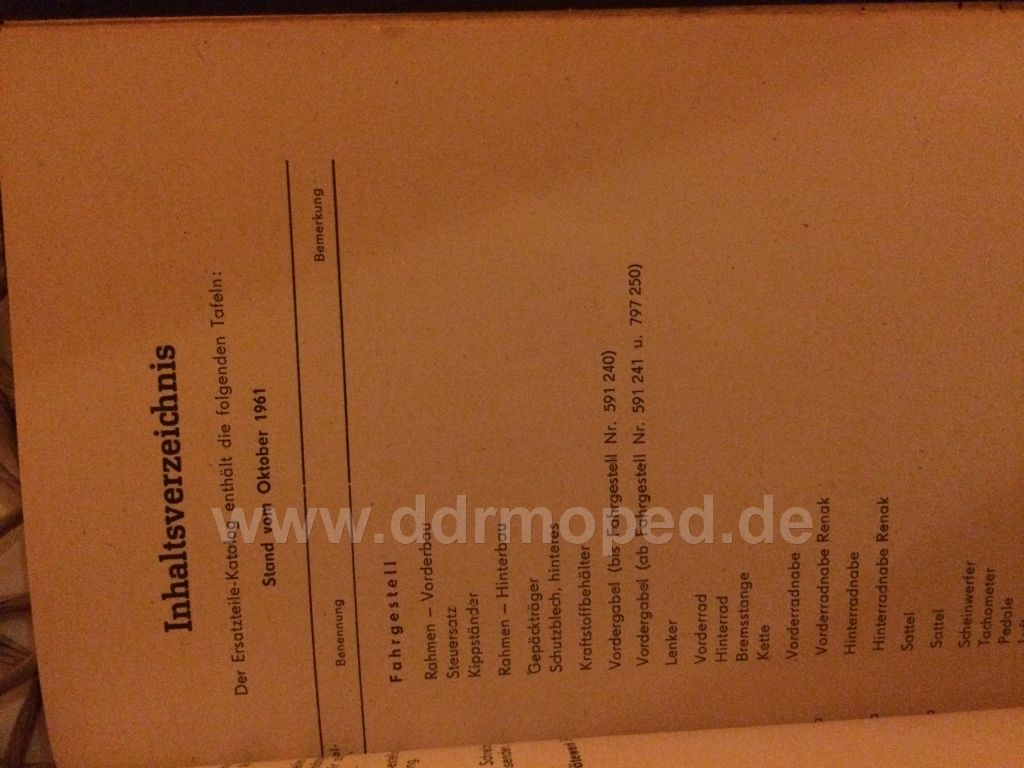 Inhaltsverzeichnis
Der Ersatzteile-Katalog enthält die folgenden Tafeln:
Stand vom Oktober 1961
Benennung Bemerkung
Fahrgestell
Rahmen – Vorderbau
Steuersatz
Kippständer
Rahmen – Hinterbau
Gepäckträger
Schutzblech, hinteres
Kraftstoffbehälter
Vordergabel (bis Fahrgestell Nr. 591 240)
Vordergabel (ab Fahrgestell Nr. 591 241 u. 797 250)
Lenker
Vorderrad
Hinterrad
Bremsstange
Kette
Vorderradnabe
Vorderradnabe Renak
Hinterradnabe
Hinterradnabe Renak
Sattel
Sattel
Scheinwerfer
Tachometer
Pedale
www.ddrmoped.de